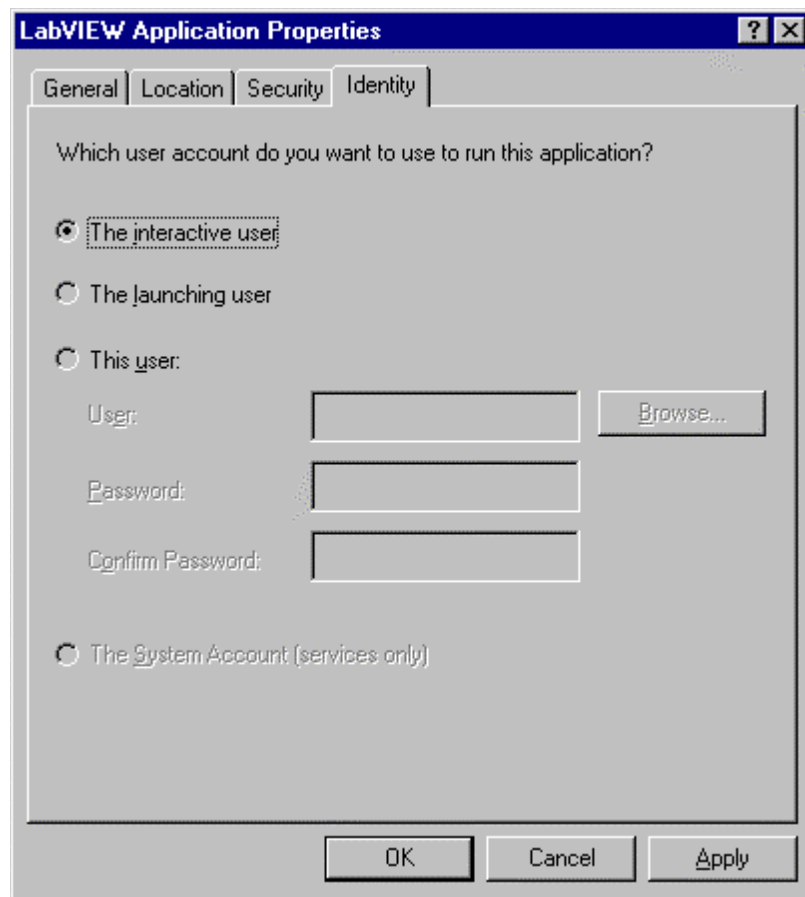 LabVIEW Application Properties
General Location Security Identity
Which user account do you want to use to run this application?
The interactive user
The launching user
This user:
User: Browse...
Password:
Confirm Password:
The System Account (services only)
OK Cancel Apply